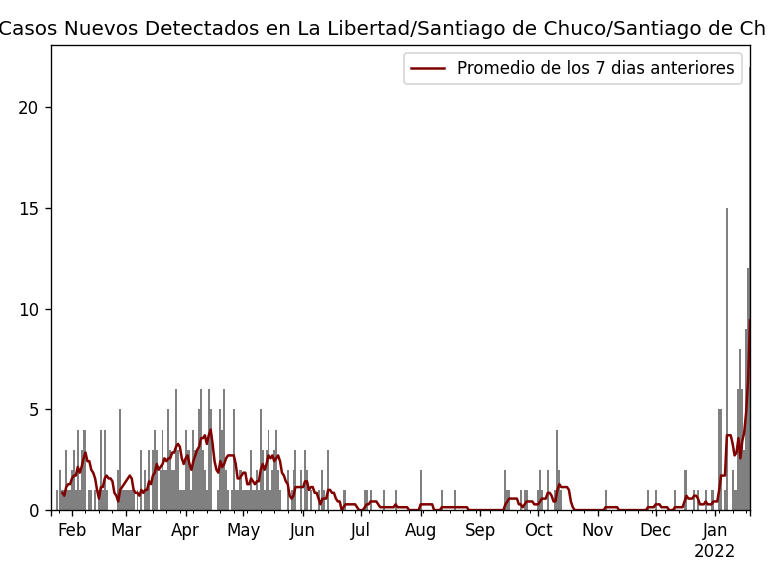 Casos Nuevos Detectados en La Libertad/Santiago de Chuco/Santiago de Ch
Promedio de los 7 dias anteriores
20
15
10
5
0
Feb Mar Apr May Jun Jul Aug Sep Oct Nov Dec Jan
2022